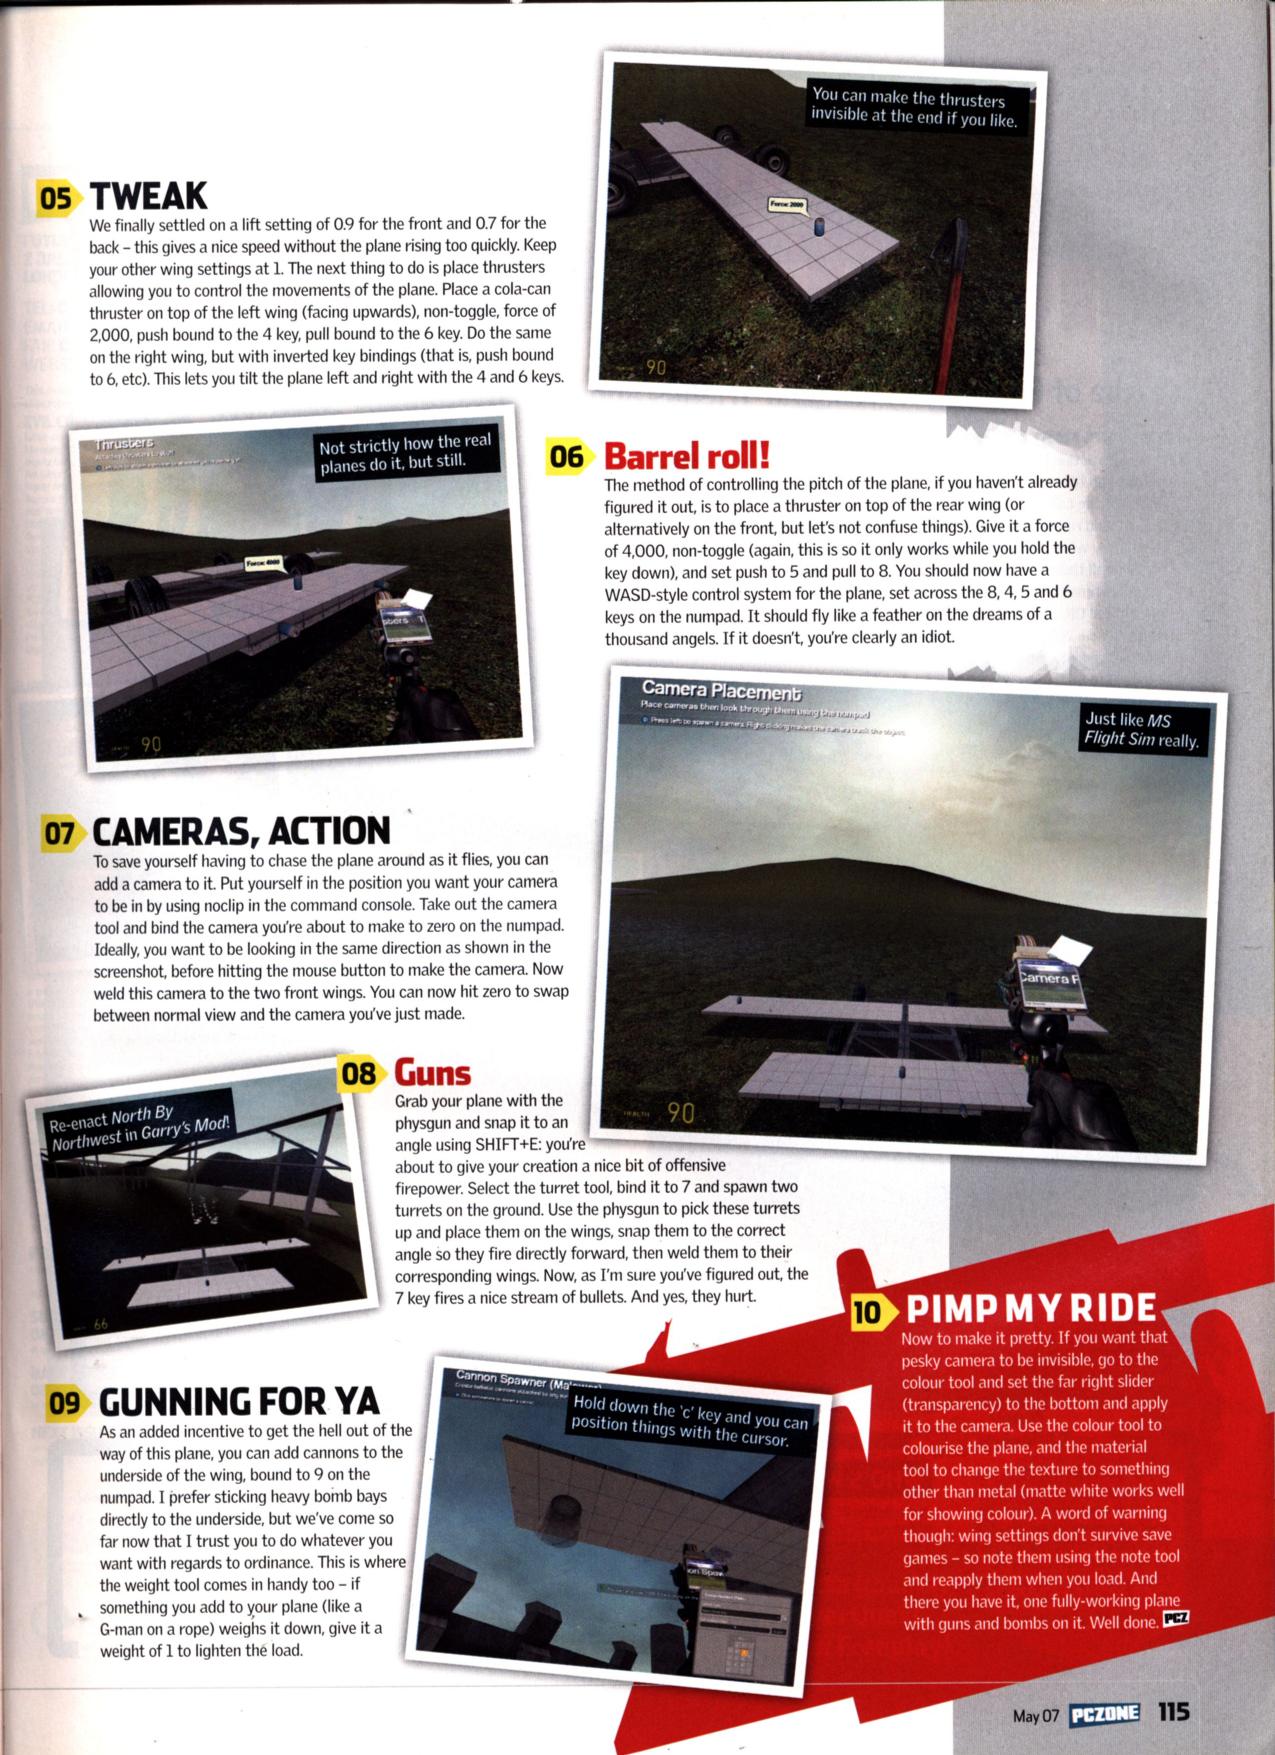 You can make the thrusters
invisible at the end if you like.
Force: 2000
90
05 TWEAK
We finally settled on a lift setting of 0.9 for the front and 0.7 for the
back – this gives a nice speed without the plane rising too quickly. Keep
your other wing settings at 1. The next thing to do is place thrusters
allowing you to control the movements of the plane. Place a cola-can
thruster on top of the left wing (facing upwards), non-toggle, force of
2,000, push bound to the 4 key, pull bound to the 6 key. Do the same
on the right wing, but with inverted key bindings (that is, push bound
to 6, etc). This lets you tilt the plane left and right with the 4 and 6 keys.
Thrusters
Not strictly how the real
planes do it, but still.
Force: 4000
90
06 Barrel roll!
The method of controlling the pitch of the plane, if you haven't already
figured it out, is to place a thruster on top of the rear wing (or
alternatively on the front, but let's not confuse things). Give it a force
of 4,000, non-toggle (again, this is so it only works while you hold the
key down), and set push to 5 and pull to 8. You should now have a
WASD-style control system for the plane, set across the 8, 4, 5 and 6
keys on the numpad. It should fly like a feather on the dreams of a
thousand angels. If it doesn't, you're clearly an idiot.
Camera Placement
Place cameras then look through them using the numpad
Just like MS
Flight Sim really.
Camera P
HEALTH 90
07 CAMERAS, ACTION
To save yourself having to chase the plane around as it flies, you can
add a camera to it. Put yourself in the position you want your camera
to be in by using noclip in the command console. Take out the camera
tool and bind the camera you're about to make to zero on the numpad.
Ideally, you want to be looking in the same direction as shown in the
screenshot, before hitting the mouse button to make the camera. Now
weld this camera to the two front wings. You can now hit zero to swap
between normal view and the camera you've just made.
Re-enact North By
Northwest in Garry's Mod!
66
08 Guns
Grab your plane with the
physgun and snap it to an
angle using SHIFT+E: you're
about to give your creation a nice bit of offensive
firepower. Select the turret tool, bind it to 7 and spawn two
turrets on the ground. Use the physgun to pick these turrets
up and place them on the wings, snap them to the correct
angle so they fire directly forward, then weld them to their
corresponding wings. Now, as I'm sure you've figured out, the
7 key fires a nice stream of bullets. And yes, they hurt.
09 GUNNING FOR YA
As an added incentive to get the hell out of the
way of this plane, you can add cannons to the
underside of the wing, bound to 9 on the
numpad. I prefer sticking heavy bomb bays
directly to the underside, but we've come so
far now that I trust you to do whatever you
want with regards to ordinance. This is where
the weight tool comes in handy too – if
something you add to your plane (like a
G-man on a rope) weighs it down, give it a
weight of 1 to lighten the load.
Cannon Spawner
Hold down the 'c' key and you can
position things with the cursor.
10 PIMP MY RIDE
Now to make it pretty. If you want that
pesky camera to be invisible, go to the
colour tool and set the far right slider
(transparency) to the bottom and apply
it to the camera. Use the colour tool to
colourise the plane, and the material
tool to change the texture to something
other than metal (matte white works well
for showing colour). A word of warning
though: wing settings don't survive save
games – so note them using the note tool
and reapply them when you load. And
there you have it, one fully-working plane
with guns and bombs on it. Well done. PCZ
May 07 PCZONE 115